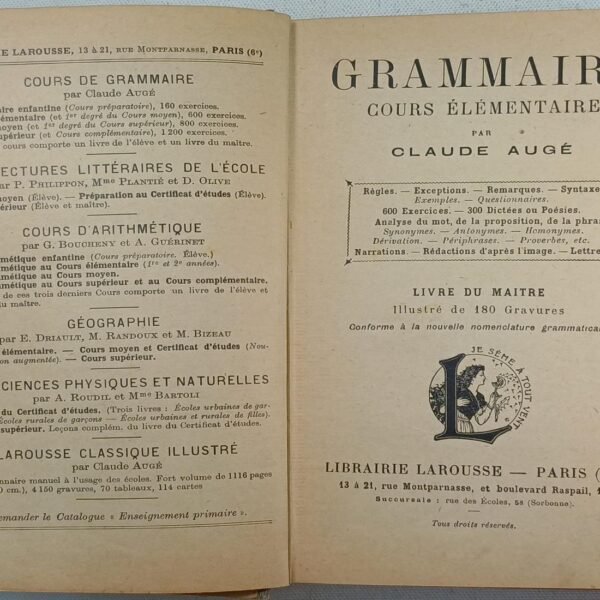 IE LAROUSSE, 13 à 21, RUE MONTPARNASSE, PARIS (6e)
COURS DE GRAMMAIRE
par Claude AUGÉ
ire enfantine (Cours préparatoire), 160 exercices.
émentaire (et 1er degré du Cours moyen), 600 exercices.
oyen (et 1er degré du Cours supérieur), 800 exercices.
upérieur (et Cours complémentaire), 1 200 exercices.
cours comporte un livre de l'élève et un livre du maître.
ECTURES LITTÉRAIRES DE L'ÉCOLE
ar P. PHILIPPON, Mme PLANTIÉ et D. OLIVE
oyen (Élève). — Préparation au Certificat d'études (Élève).
érieur (Élève et maître).
COURS D'ARITHMÉTIQUE
par G. BOUCHENY et A. GUÉRINET
métique enfantine (Cours préparatoire. Élève.)
métique au Cours élémentaire (1re et 2e années).
métique au Cours moyen.
métique au Cours supérieur et au Cours complémentaire.
de ces trois derniers Cours comporte un livre de l'élève et
du maître.
GÉOGRAPHIE
par E. DRIAULT, M. RANDOUX et M. BIZEAU
élémentaire. — Cours moyen et Certificat d'études (Nou-
on augmentée). — Cours supérieur.
CIENCES PHYSIQUES ET NATURELLES
par A. ROUDIL et Mme BARTOLI
du Certificat d'études. (Trois livres : Écoles urbaines de gar-
Écoles rurales de garçons — Écoles urbaines et rurales de filles).
supérieur. Leçons complém. du livre du Certificat d'études.
LAROUSSE CLASSIQUE ILLUSTRÉ
par Claude AUGÉ
nnaire manuel à l'usage des écoles. Fort volume de 1116 pages
0 cm.), 4 150 gravures, 70 tableaux, 114 cartes
emander le Catalogue « Enseignement primaire ».
GRAMMAIR
COURS ÉLÉMENTAIRE
PAR
CLAUDE AUGÉ
Règles. — Exceptions. — Remarques. — Syntaxe
Exemples. — Questionnaires.
600 Exercices. — 300 Dictées ou Poésies.
Analyse du mot, de la proposition, de la phra
Synonymes. — Antonymes. — Homonymes.
Dérivation. — Périphrases. — Proverbes, etc.
Narrations. — Rédactions d'après l'image. — Lettre
LIVRE DU MAITRE
Illustré de 180 Gravures
Conforme à la nouvelle nomenclature grammatical
JE SÈME À TOUT VENT
L
LIBRAIRIE LAROUSSE — PARIS (
13 à 21, rue Montparnasse, et boulevard Raspail, 1
Succursale : rue des Écoles, 58 (Sorbonne).
Tous droits réservés.